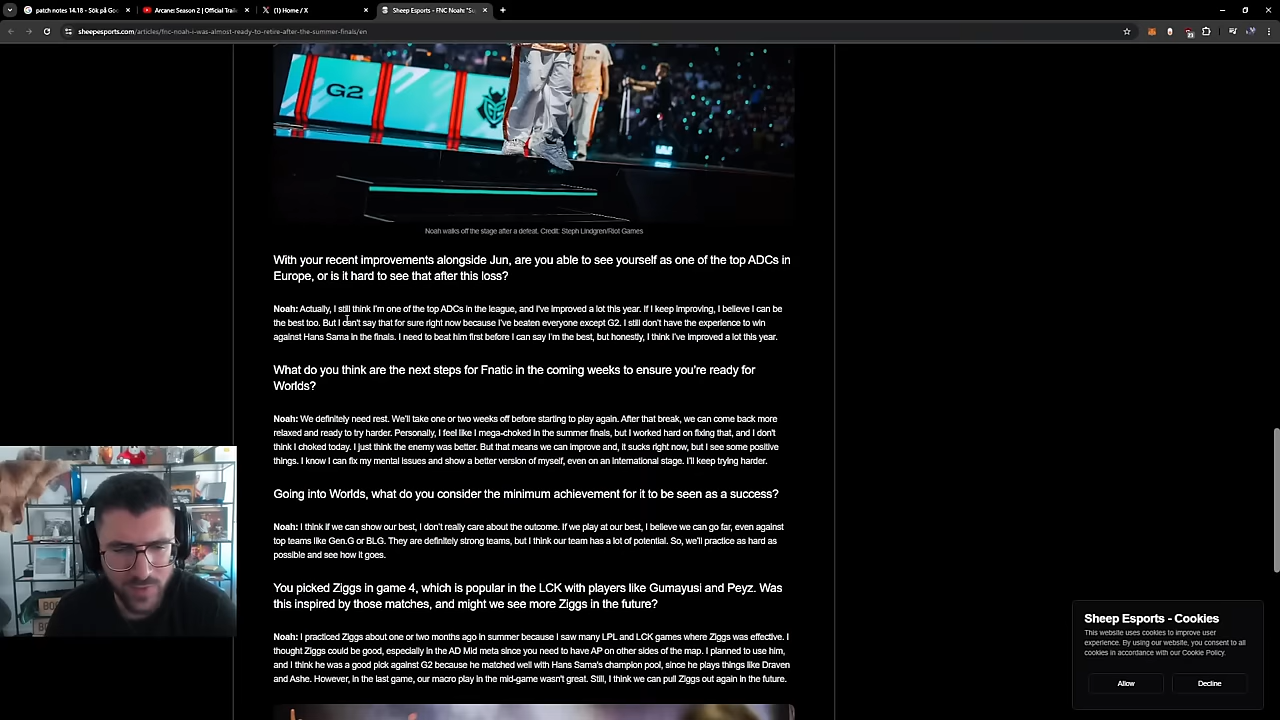 patch notes 14.18 - Sök på Go
Arcane: Season 2 | Official Trail
(1) Home / X
Sheep Esports - FNC Noah: "Su
sheepesports.com/articles/fnc-noah-i-was-almost-ready-to-retire-after-the-summer-finals/en
G2
Noah walks off the stage after a defeat. Credit: Steph Lindgren/Riot Games
With your recent improvements alongside Jun, are you able to see yourself as one of the top ADCs in
Europe, or is it hard to see that after this loss?
Noah: Actually, I still think I'm one of the top ADCs in the league, and I've improved a lot this year. If I keep improving, I believe I can be
the best too. But I can't say that for sure right now because I've beaten everyone except G2. I still don't have the experience to win
against Hans Sama in the finals. I need to beat him first before I can say I'm the best, but honestly, I think I've improved a lot this year.
What do you think are the next steps for Fnatic in the coming weeks to ensure you're ready for
Worlds?
Noah: We definitely need rest. We'll take one or two weeks off before starting to play again. After that break, we can come back more
relaxed and ready to try harder. Personally, I feel like I mega-choked in the summer finals, but I worked hard on fixing that, and I don't
think I choked today. I just think the enemy was better. But that means we can improve and, it sucks right now, but I see some positive
things. I know I can fix my mental issues and show a better version of myself, even on an international stage. I'll keep trying harder.
Going into Worlds, what do you consider the minimum achievement for it to be seen as a success?
Noah: I think if we can show our best, I don't really care about the outcome. If we play at our best, I believe we can go far, even against
top teams like Gen.G or BLG. They are definitely strong teams, but I think our team has a lot of potential. So, we'll practice as hard as
possible and see how it goes.
You picked Ziggs in game 4, which is popular in the LCK with players like Gumayusi and Peyz. Was
this inspired by those matches, and might we see more Ziggs in the future?
Noah: I practiced Ziggs about one or two months ago in summer because I saw many LPL and LCK games where Ziggs was effective. I
thought Ziggs could be good, especially in the AD Mid meta since you need to have AP on other sides of the map. I planned to use him,
and I think he was a good pick against G2 because he matched well with Hans Sama's champion pool, since he plays things like Draven
and Ashe. However, in the last game, our macro play in the mid-game wasn't great. Still, I think we can pull Ziggs out again in the future.
Sheep Esports - Cookies
This website uses cookies to improve user
experience. By using our website, you consent to all
cookies in accordance with our Cookie Policy.
Allow
Decline